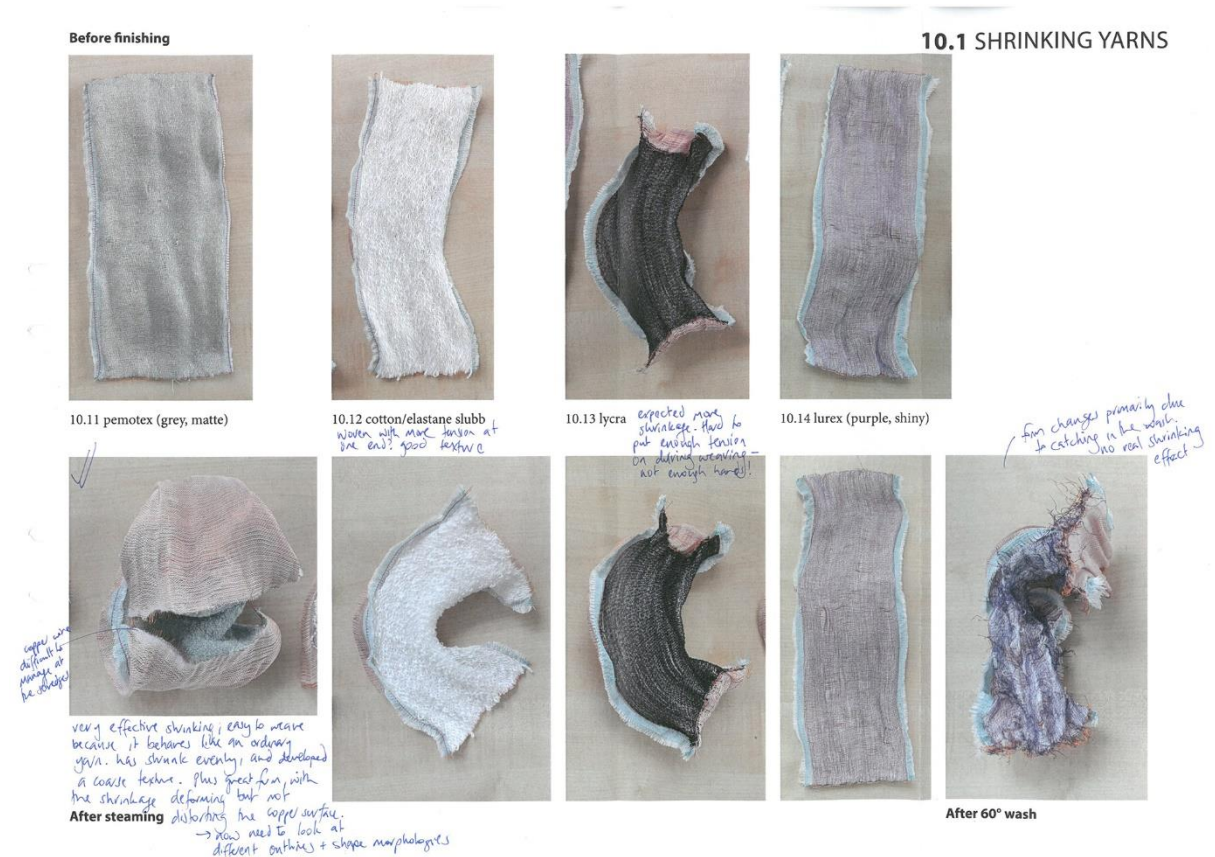 Before finishing
10.1 SHRINKING YARNS
10.11 pemotex (grey, matte)
10.12 cotton/elastane slubb
woven with more tension at
one end. good texture
10.13 lycra
expected more
shrinkage. Hard to
put enough tension
on during weaving –
not enough hands!
10.14 lurex (purple, shiny)
form changes primarily due
to catching in the wash.
no real shrinking
effect
copper wire
difficult to
manage at
the selvedges
very effective shrinking; easy to weave
because it behaves like an ordinary
yarn. has shrunk evenly, and developed
a coarse texture. Plus great form, with
the shrinkage deforming but not
distorting the copper surface.
→ now need to look at
different outlines + shape morphologies
After steaming
After 60° wash